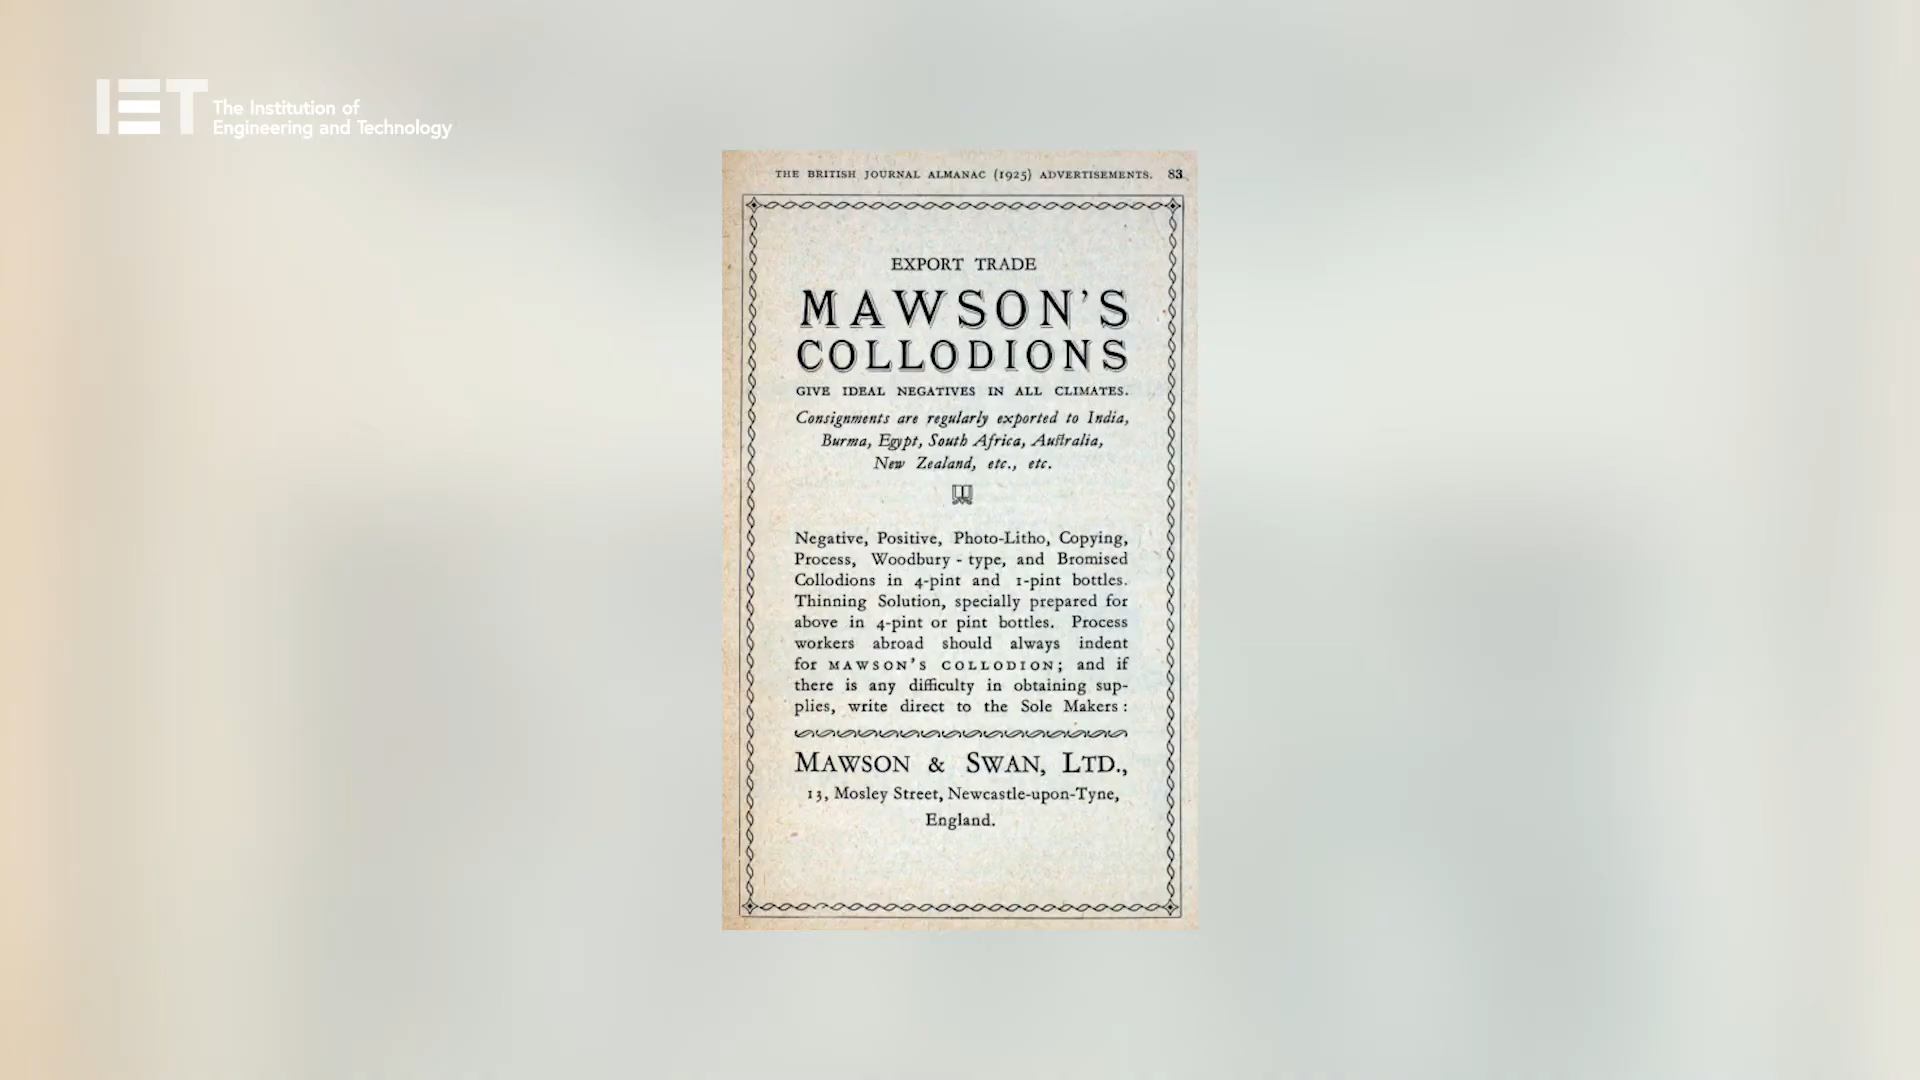 IET The Institution of
Engineering and Technology
THE BRITISH JOURNAL ALMANAC (1925) ADVERTISEMENTS. 83
EXPORT TRADE
MAWSON'S
COLLODIONS
GIVE IDEAL NEGATIVES IN ALL CLIMATES.
Consignments are regularly exported to India,
Burma, Egypt, South Africa, Australia,
New Zealand, etc., etc.
Negative, Positive, Photo-Litho, Copying,
Process, Woodbury - type, and Bromised
Collodions in 4-pint and 1-pint bottles.
Thinning Solution, specially prepared for
above in 4-pint or pint bottles. Process
workers abroad should always indent
for MAWSON'S COLLODION; and if
there is any difficulty in obtaining sup-
plies, write direct to the Sole Makers :
MAWSON & SWAN, LTD.,
13, Mosley Street, Newcastle-upon-Tyne,
England.